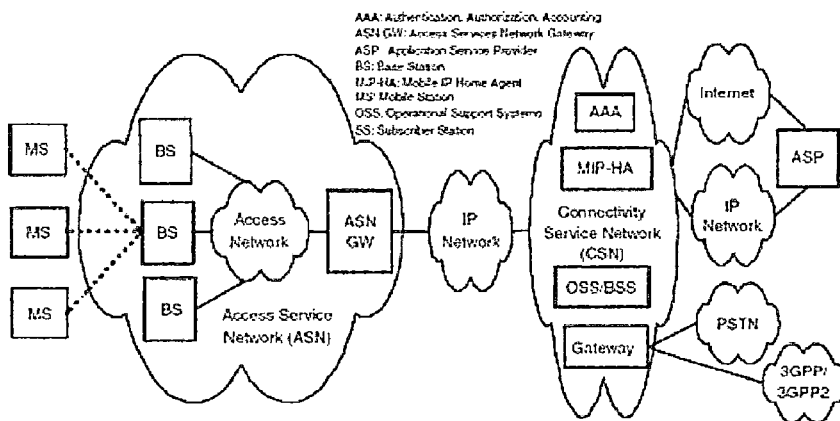 AAA: Authentication, Authorization, Accounting
ASN GW: Access Services Network Gateway
ASP: Application Service Provider
BS: Base Station
MIP-HA: Mobile IP Home Agent
MS: Mobile Station
OSS: Operational Support Systems
SS: Subscriber Station
MS
MS
MS
BS
BS
BS
Access
Network
ASN
GW
Access Service
Network (ASN)
IP
Network
AAA
MIP-HA
Connectivity
Service Network
(CSN)
OSS/BSS
Gateway
Internet
ASP
IP
Network
PSTN
3GPP/
3GPP2